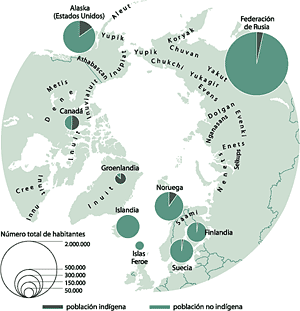 Alaska
(Estados Unidos)
Aleut
Yupik
Inupiat
Athabascan
Yupik
Koryak
Chuvan
Chukchi
Yukagir
Yakut
Evens
Federación
de Rusia
Metis
Dene
Inuvialuit
Canadá
Inuit
Dolgan
Nganasans
Evenki
Enets
Selkups
Nenets
Groenlandia
Inuit
Cree
Inuit
Innu
Noruega
Islandia
Saami
Finlandia
Islas
Feroe
Suecia
Número total de habitantes
2.000.000
500.000
300.000
150.000
50.000
población indígena
población no indígena